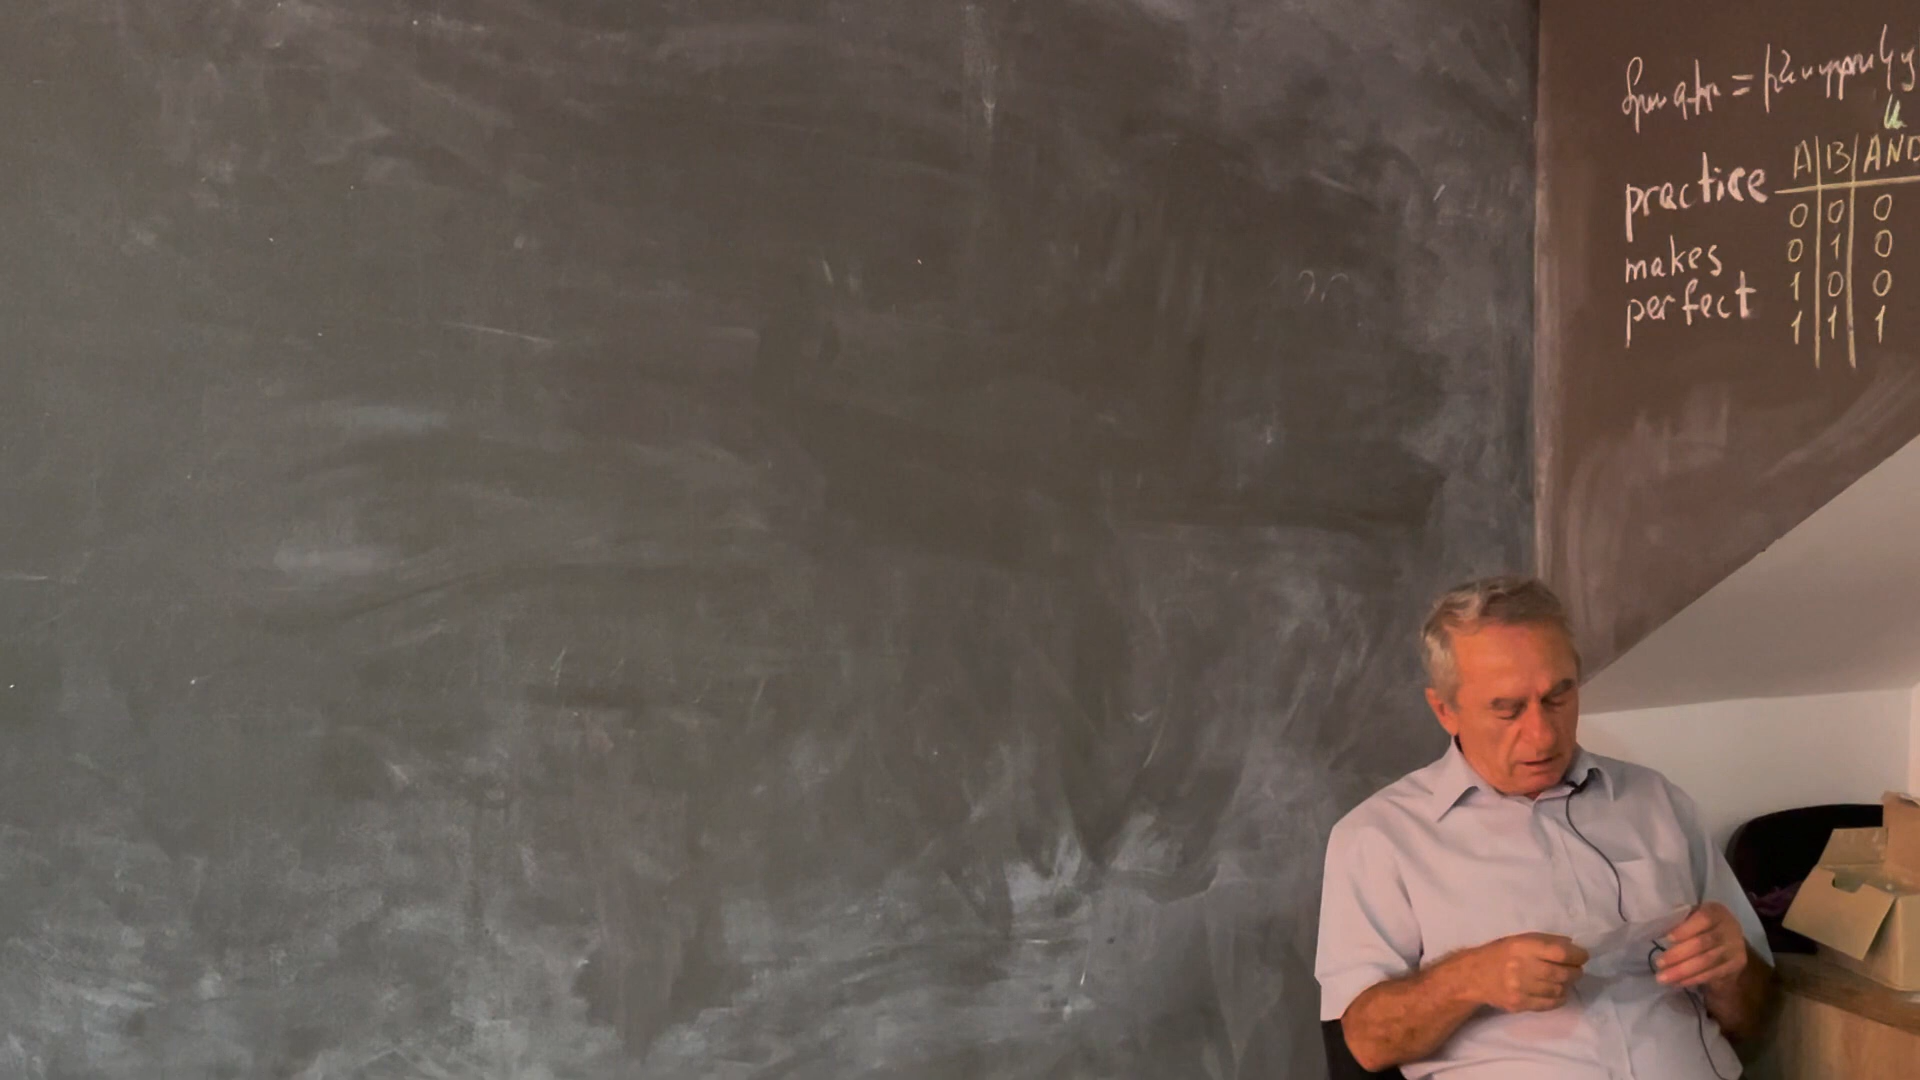 practice
makes
perfect
A|B|AND
0 0 0
0 1 0
1 0 0
1 1 1